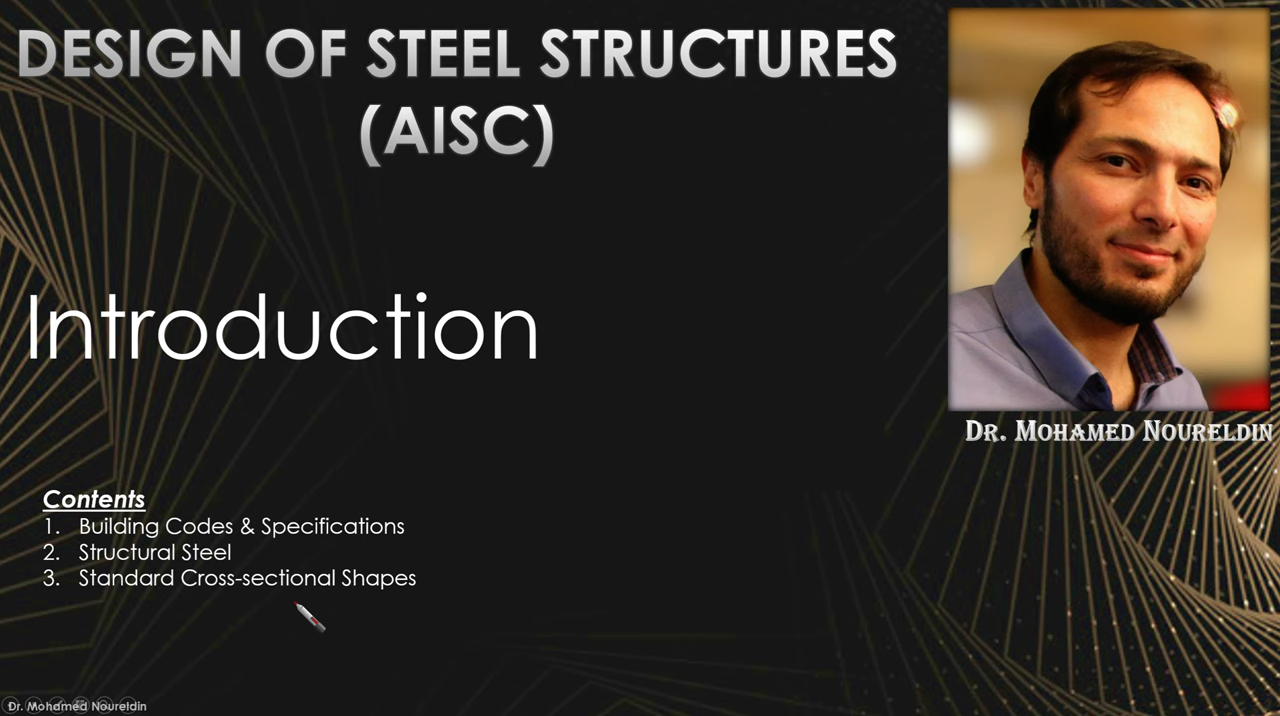 DESIGN OF STEEL STRUCTURES
(AISC)
Introduction
DR. MOHAMED NOURELDIN
Contents
1. Building Codes & Specifications
2. Structural Steel
3. Standard Cross-sectional Shapes
Dr. Mohamed Noureldin